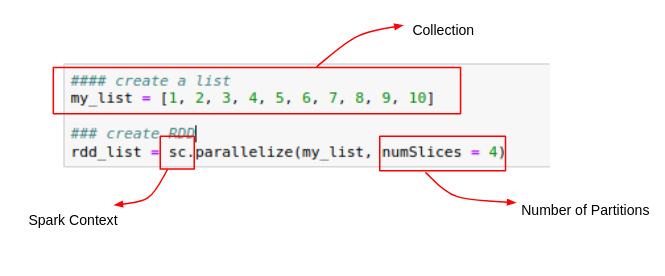 Collection
#### create a list
my_list = [1, 2, 3, 4, 5, 6, 7, 8, 9, 10]
### create RDD
rdd_list = sc.parallelize(my_list, numSlices = 4)
Spark Context
Number of Partitions